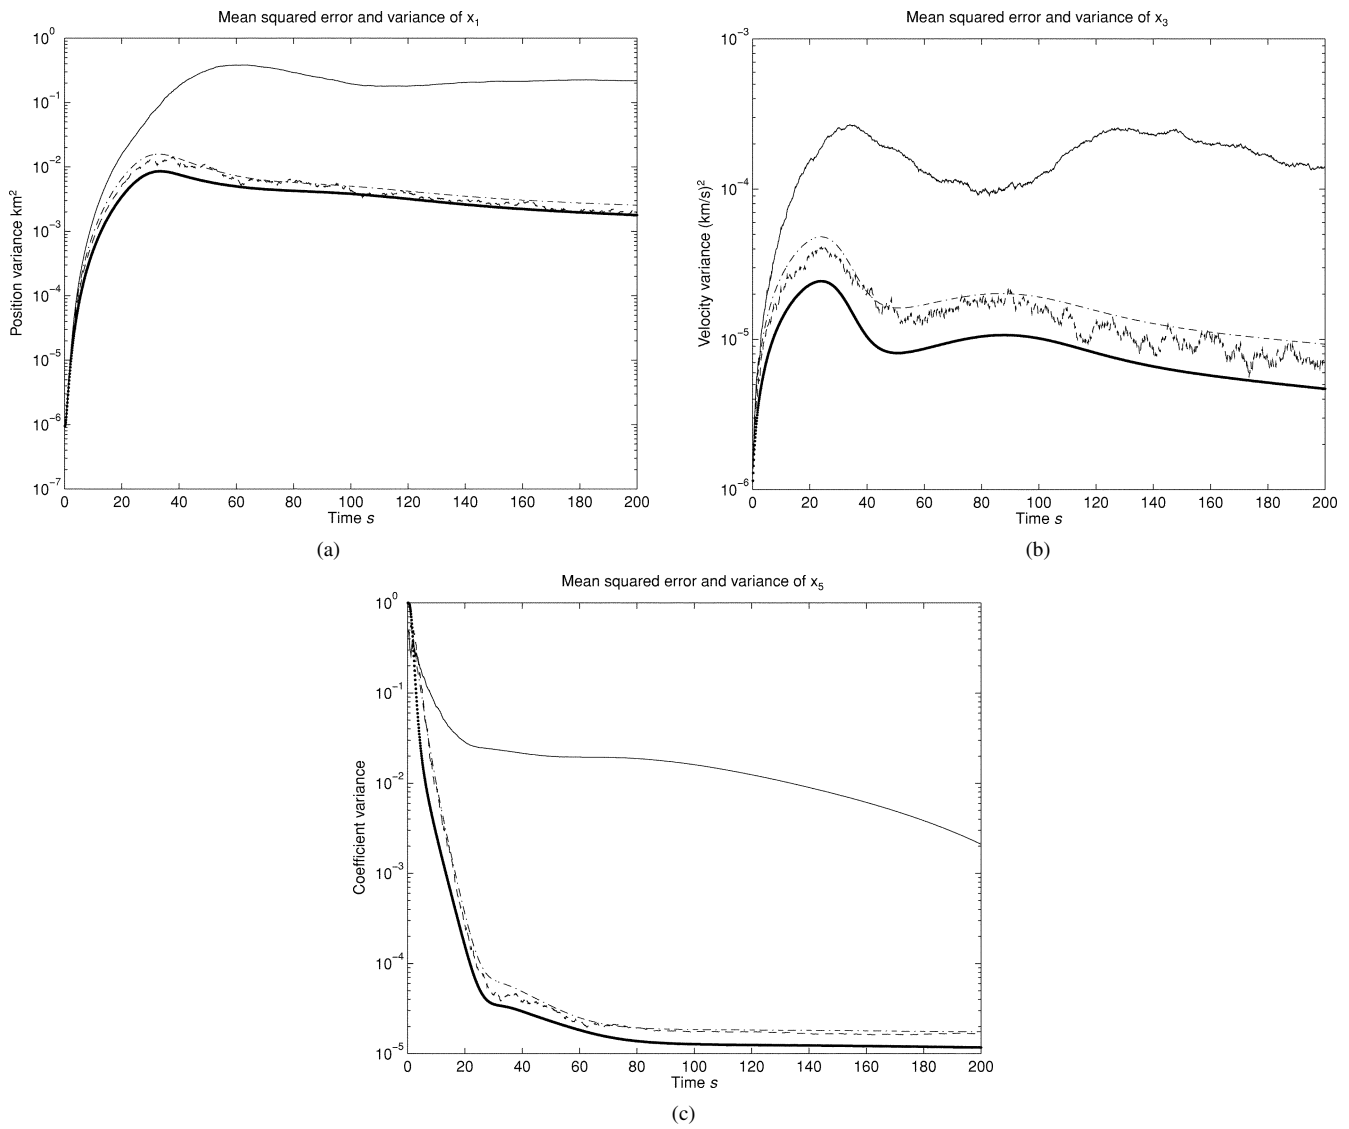 Mean squared error and variance of x₁
Position variance km²
10⁰
10⁻¹
10⁻²
10⁻³
10⁻⁴
10⁻⁵
10⁻⁶
10⁻⁷
0 20 40 60 80 100 120 140 160 180 200
Time s
(a)
Mean squared error and variance of x₃
Velocity variance (km/s)²
10⁻³
10⁻⁴
10⁻⁵
10⁻⁶
0 20 40 60 80 100 120 140 160 180 200
Time s
(b)
Mean squared error and variance of x₅
Coefficient variance
10⁰
10⁻¹
10⁻²
10⁻³
10⁻⁴
10⁻⁵
0 20 40 60 80 100 120 140 160 180 200
Time s
(c)